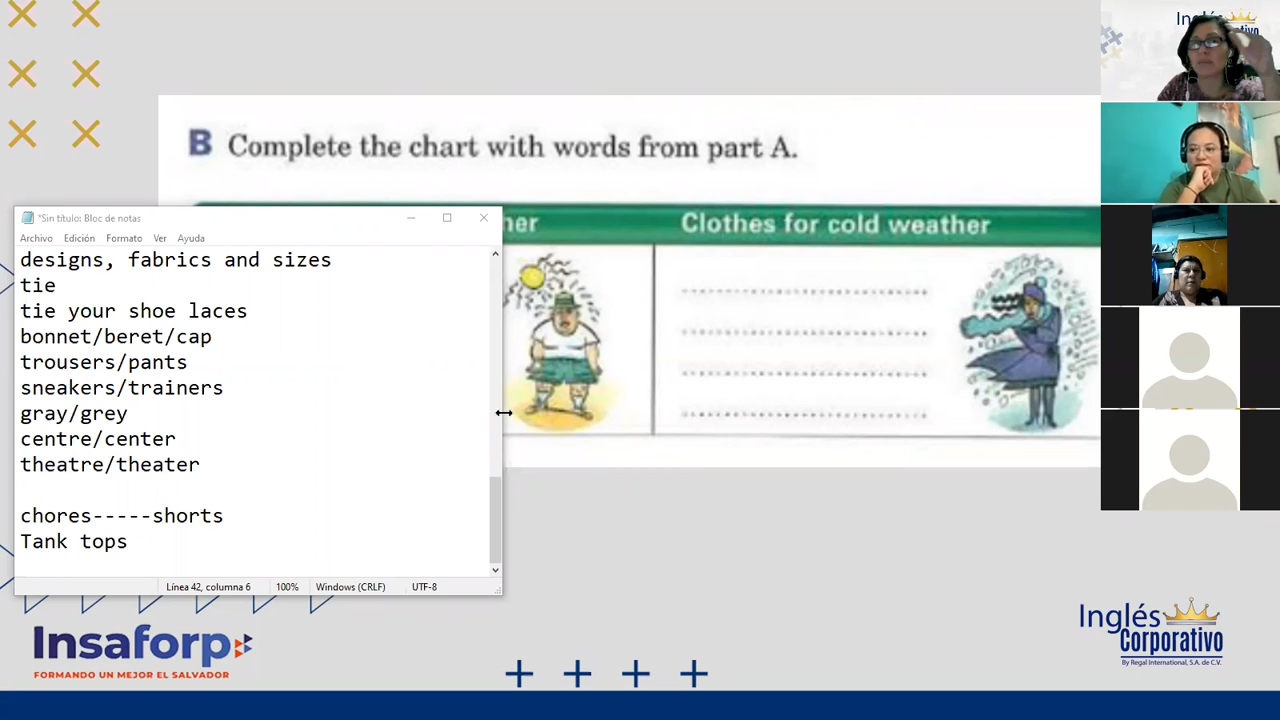 B Complete the chart with words from part A.
her
Clothes for cold weather
*Sin título: Bloc de notas
Archivo Edición Formato Ver Ayuda
designs, fabrics and sizes
tie
tie your shoe laces
bonnet/beret/cap
trousers/pants
sneakers/trainers
gray/grey
centre/center
theatre/theater
chores-----shorts
Tank tops
Línea 42, columna 6 100% Windows (CRLF) UTF-8
Insaforp
FORMANDO UN MEJOR EL SALVADOR
Inglés
Corporativo
By Regal International, S.A. de C.V.